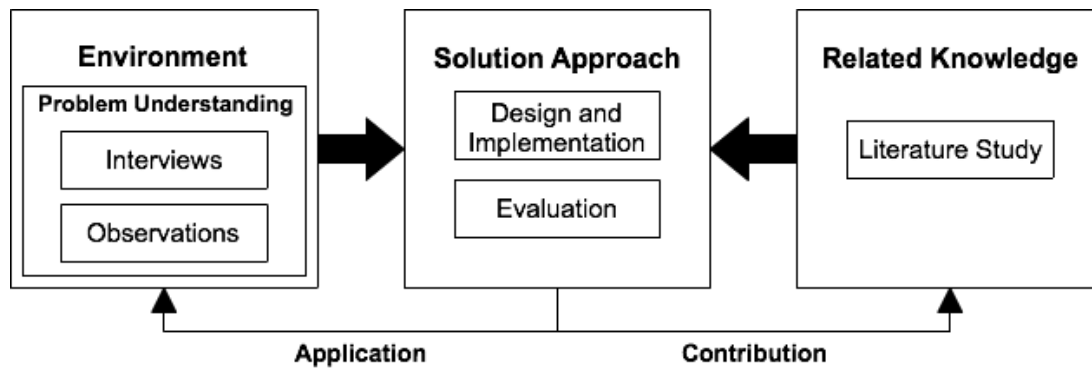 Environment
Problem Understanding
Interviews
Observations
Solution Approach
Design and
Implementation
Evaluation
Related Knowledge
Literature Study
Application
Contribution